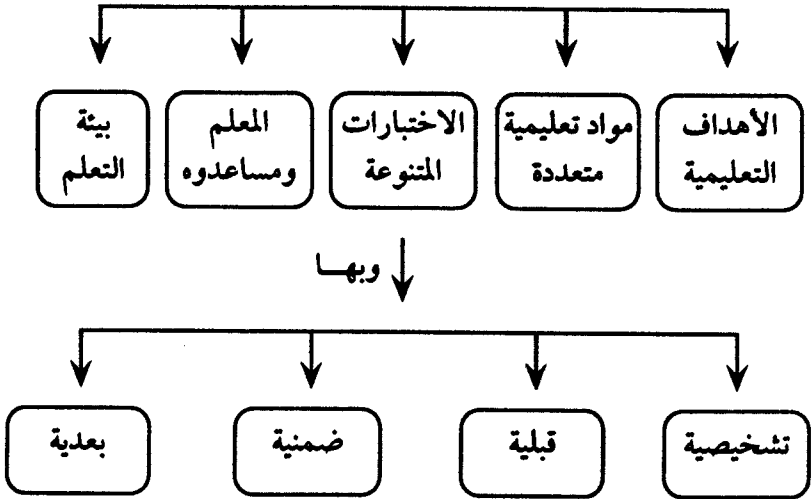 الأهداف التعليمية
مواد تعليمية متعددة
الاختبارات المتنوعة
المعلم ومساعدوه
بيئة التعلم
وبهـا
تشخيصية
قبلية
ضمنية
بعدية